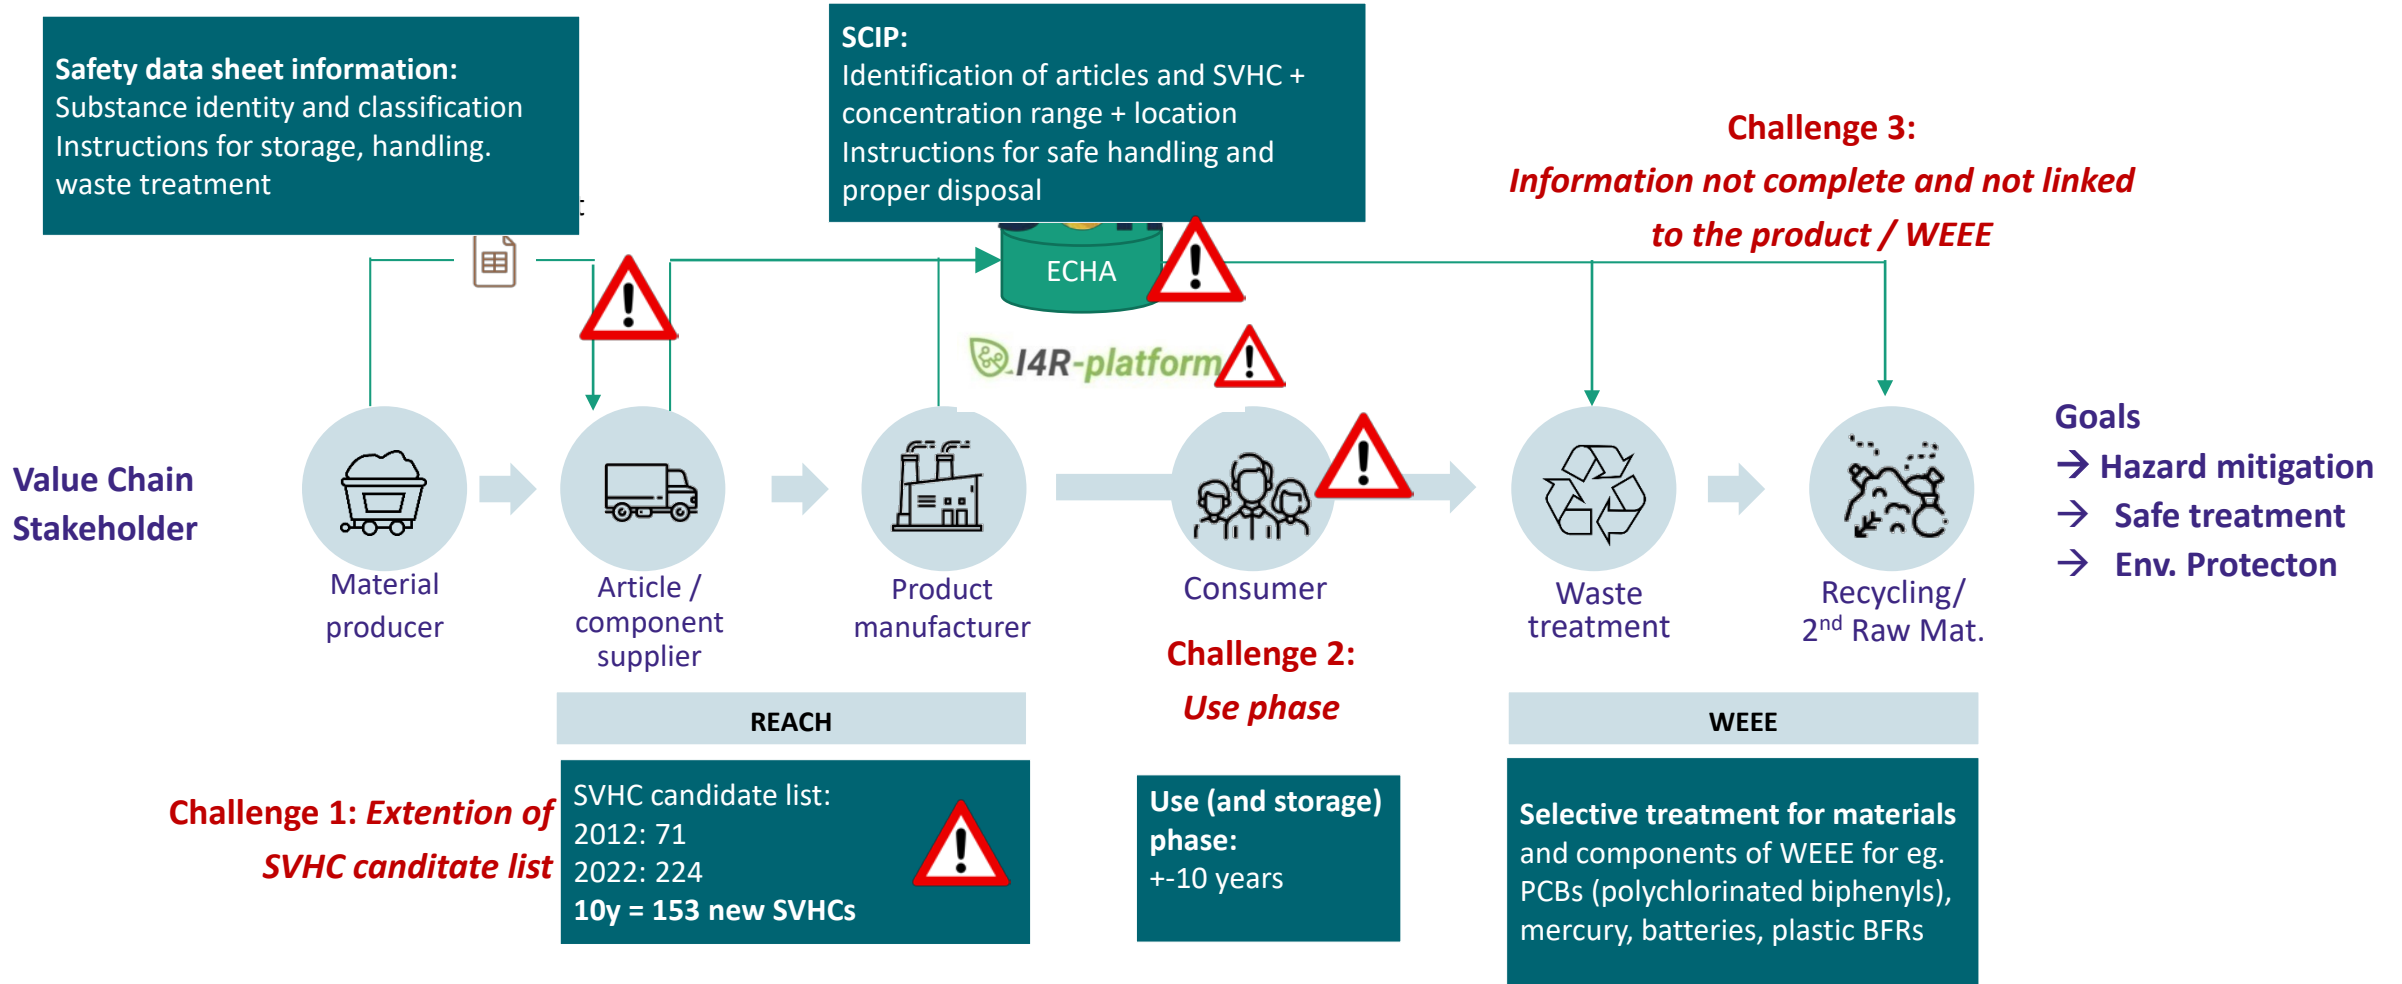 Safety data sheet information:
Substance identity and classification
Instructions for storage, handling.
waste treatment
SCIP:
Identification of articles and SVHC +
concentration range + location
Instructions for safe handling and
proper disposal
Challenge 3:
Information not complete and not linked
to the product / WEEE
ECHA
I4R-platform
Value Chain
Stakeholder
Material
producer
Article /
component
supplier
Product
manufacturer
Consumer
Waste
treatment
Recycling/
2nd Raw Mat.
Goals
→ Hazard mitigation
→ Safe treatment
→ Env. Protecton
Challenge 2:
Use phase
REACH
WEEE
Challenge 1: Extention of
SVHC canditate list
SVHC candidate list:
2012: 71
2022: 224
10y = 153 new SVHCs
Use (and storage)
phase:
+-10 years
Selective treatment for materials
and components of WEEE for eg.
PCBs (polychlorinated biphenyls),
mercury, batteries, plastic BFRs